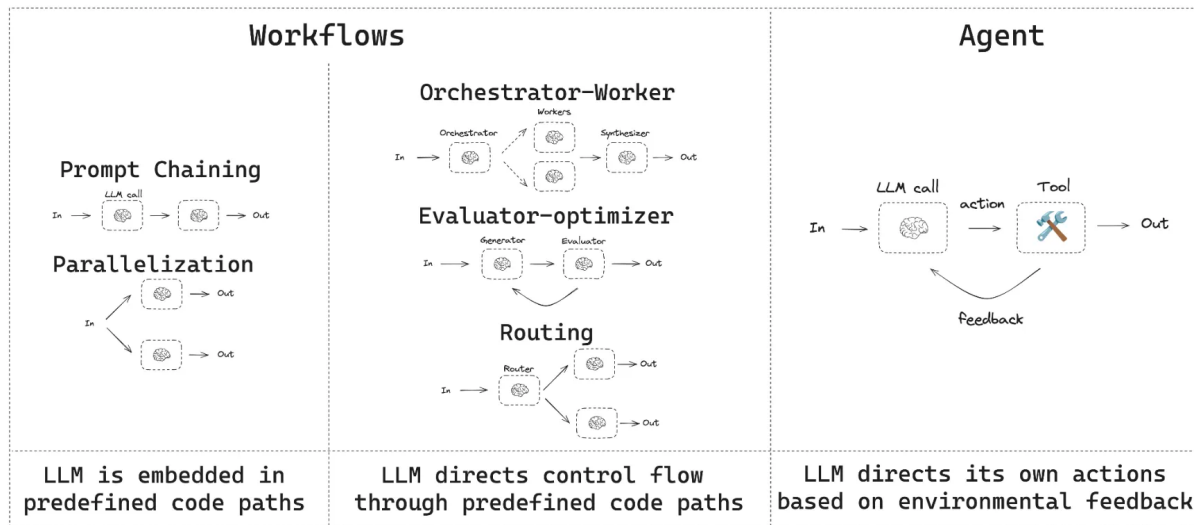 Workflows
Agent
Prompt Chaining
LLM call
In
Out
Parallelization
In
Out
Out
Orchestrator-Worker
Workers
Orchestrator
Synthesizer
In
Out
Evaluator-optimizer
Generator
Evaluator
In
Out
Routing
Router
In
Out
Out
LLM call
action
Tool
In
Out
feedback
LLM is embedded in
predefined code paths
LLM directs control flow
through predefined code paths
LLM directs its own actions
based on environmental feedback